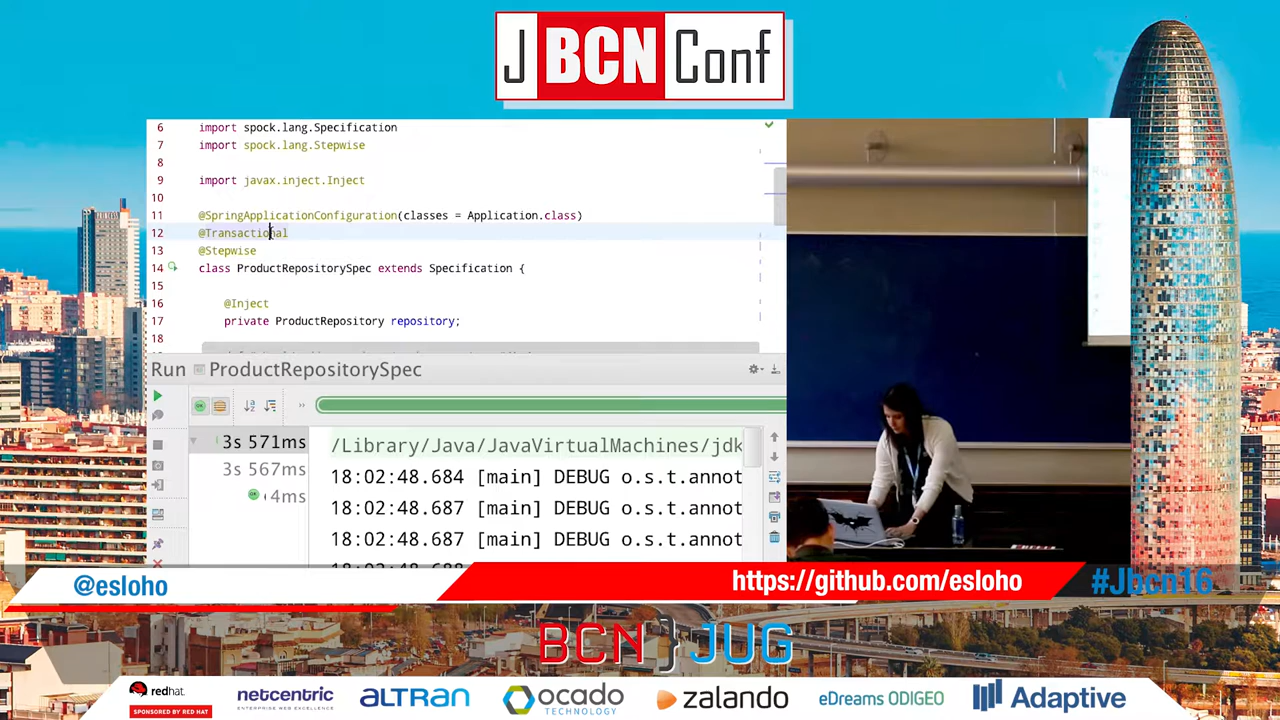 J BCN Conf
6 import spock.lang.Specification
7 import spock.lang.Stepwise
8
9 import javax.inject.Inject
10
11 @SpringApplicationConfiguration(classes = Application.class)
12 @Transactional
13 @Stepwise
14 class ProductRepositorySpec extends Specification {
15
16 @Inject
17 private ProductRepository repository;
18
Run ProductRepositorySpec
3s 571ms
3s 567ms
4ms
/Library/Java/JavaVirtualMachines/jdk
18:02:48.684 [main] DEBUG o.s.t.annot
18:02:48.687 [main] DEBUG o.s.t.annot
18:02:48.687 [main] DEBUG o.s.t.annot
@esloho
https://github.com/esloho
#Jbcn16
BCN JUG
redhat.
SPONSORED BY RED HAT
netcentric
ENTERPRISE WEB EXCELLENCE
ALTRAN
ocado
TECHNOLOGY
zalando
eDreams ODIGEO
Adaptive